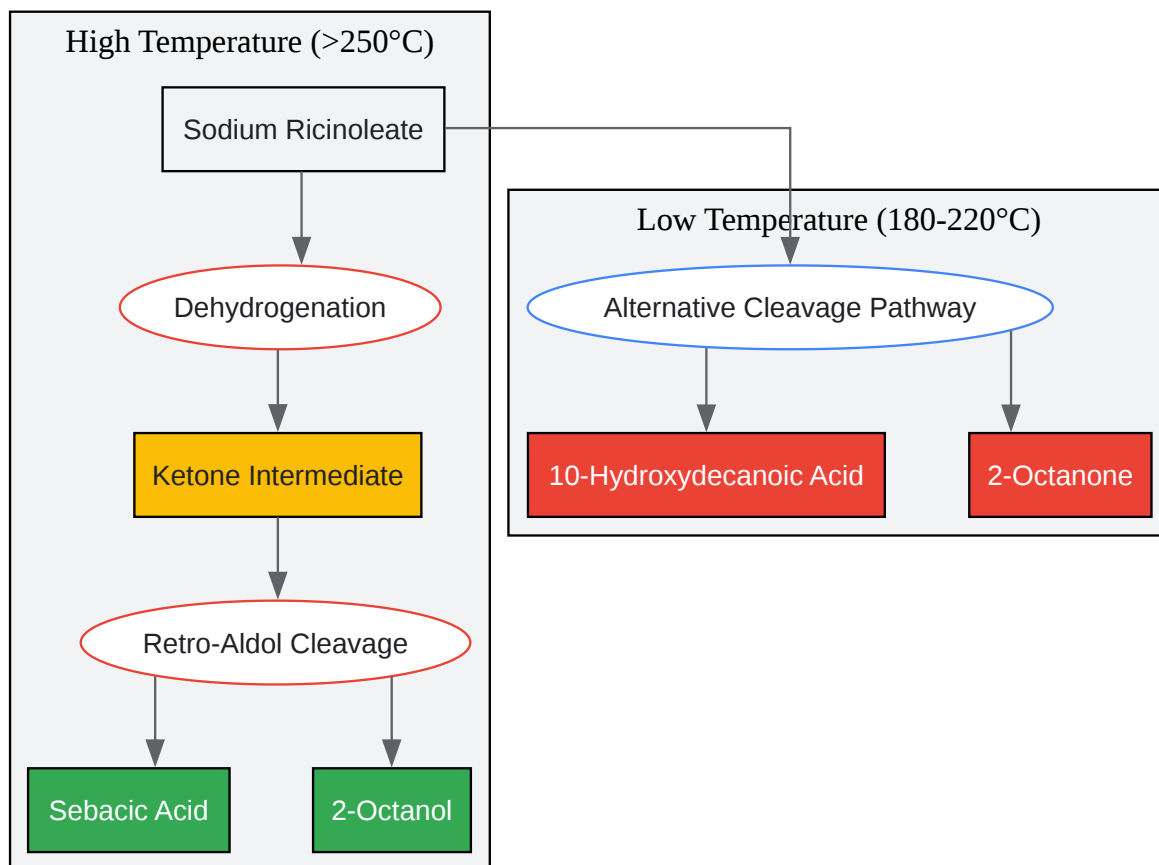 High Temperature (>250°C)
Sodium Ricinoleate
Low Temperature (180-220°C)
Dehydrogenation
Alternative Cleavage Pathway
Ketone Intermediate
10-Hydroxydecanoic Acid
2-Octanone
Retro-Aldol Cleavage
Sebacic Acid
2-Octanol